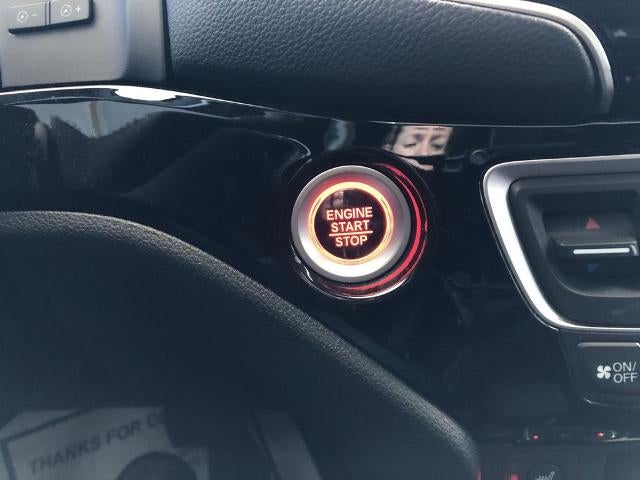 ENGINE
START
STOP
ON/
OFF
THANKS FOR